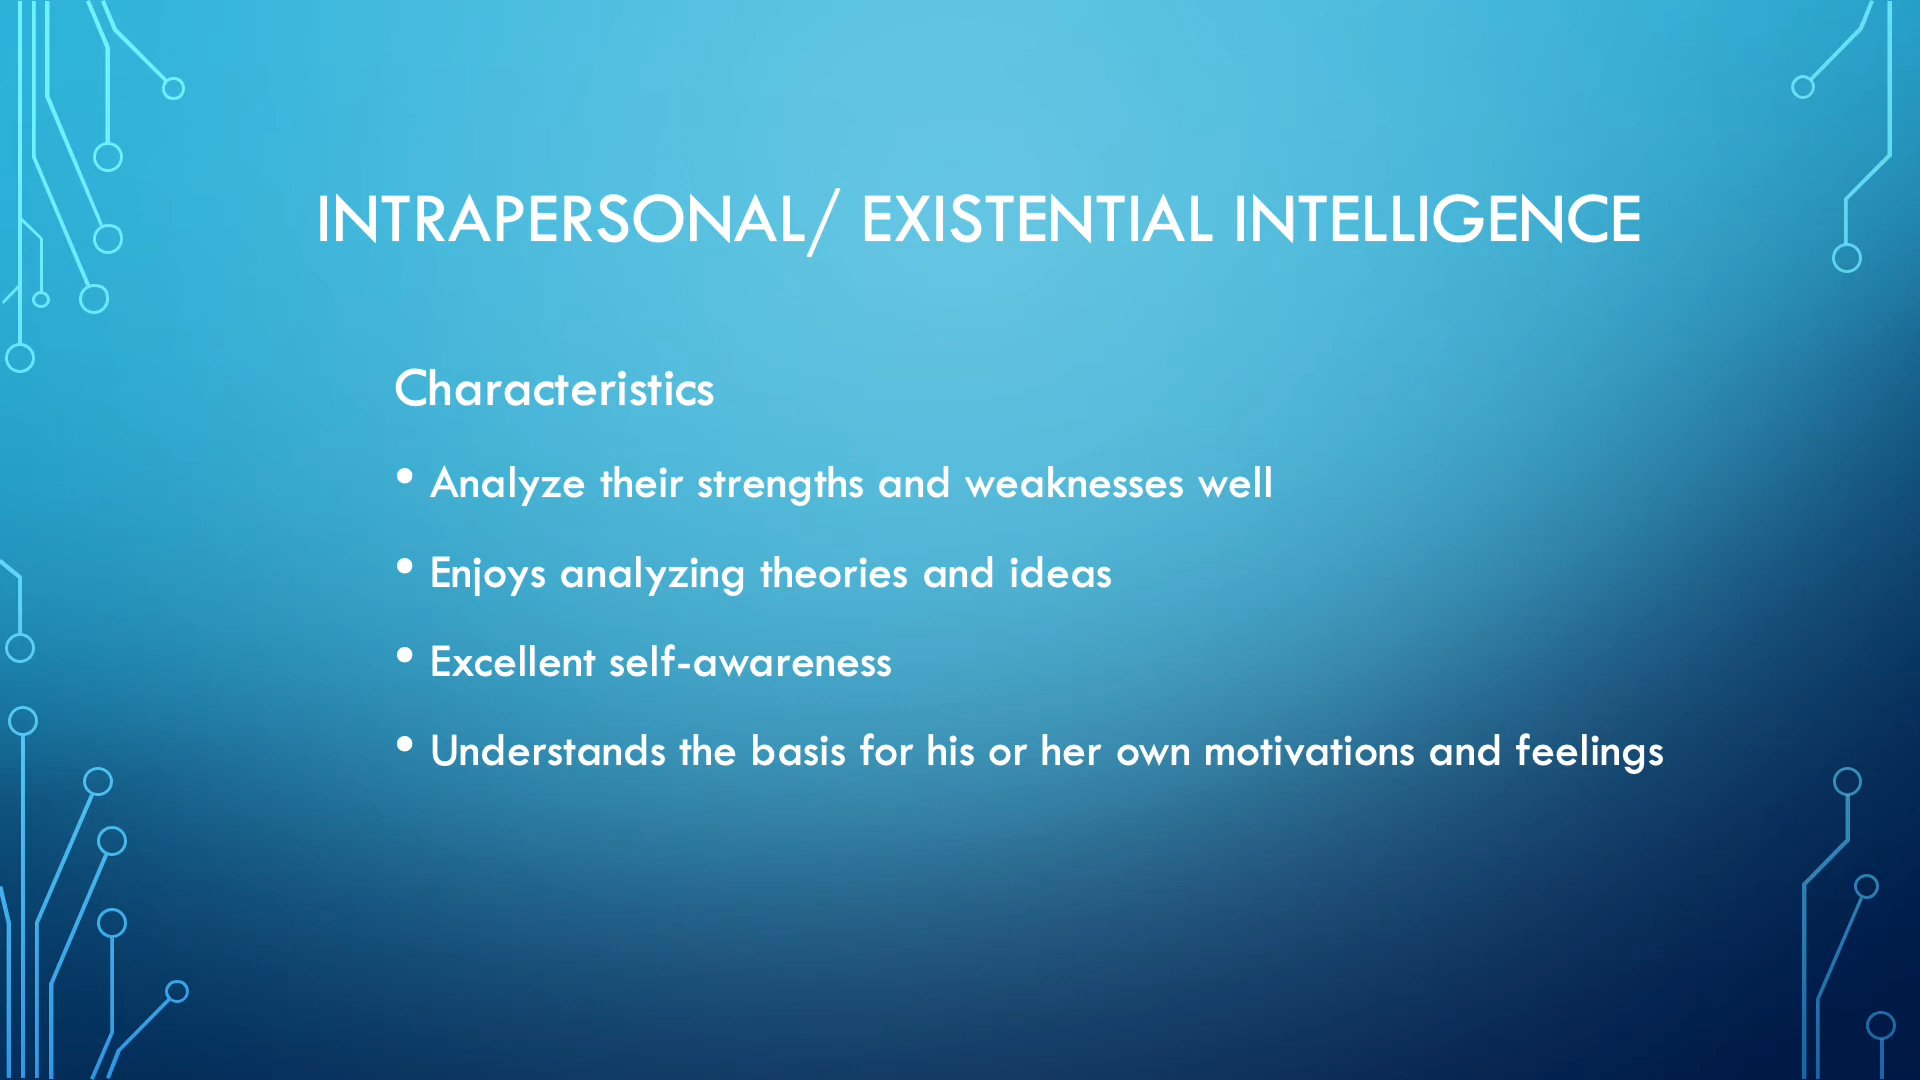 INTRAPERSONAL/ EXISTENTIAL INTELLIGENCE
Characteristics
• Analyze their strengths and weaknesses well
• Enjoys analyzing theories and ideas
• Excellent self-awareness
• Understands the basis for his or her own motivations and feelings